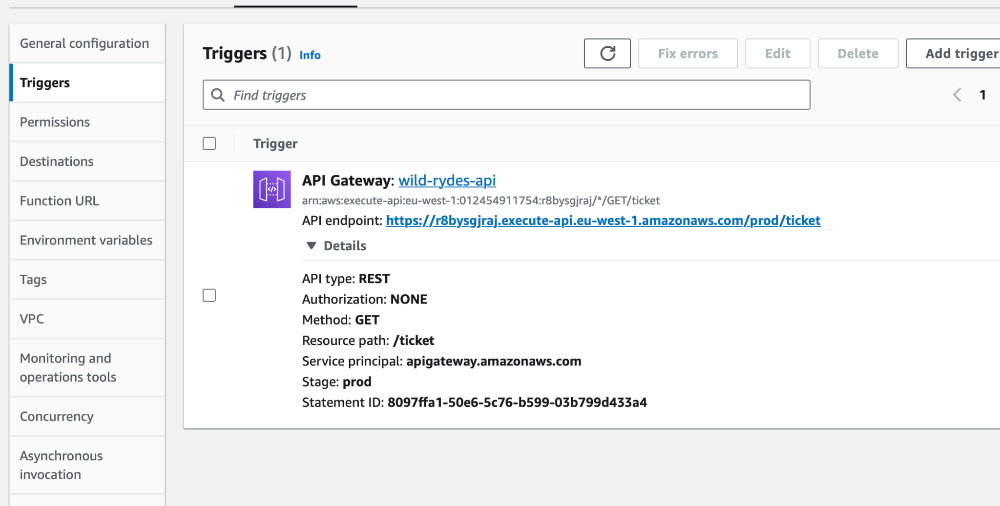 General configuration
Triggers
Permissions
Destinations
Function URL
Environment variables
Tags
VPC
Monitoring and
operations tools
Concurrency
Asynchronous
invocation
Triggers (1) Info
Fix errors
Edit
Delete
Add trigger
Find triggers
1
Trigger
API Gateway: wild-rydes-api
arn:aws:execute-api:eu-west-1:012454911754:r8bysgjraj/*/GET/ticket
API endpoint: https://r8bysgjraj.execute-api.eu-west-1.amazonaws.com/prod/ticket
Details
API type: REST
Authorization: NONE
Method: GET
Resource path: /ticket
Service principal: apigateway.amazonaws.com
Stage: prod
Statement ID: 8097ffa1-50e6-5c76-b599-03b799d433a4